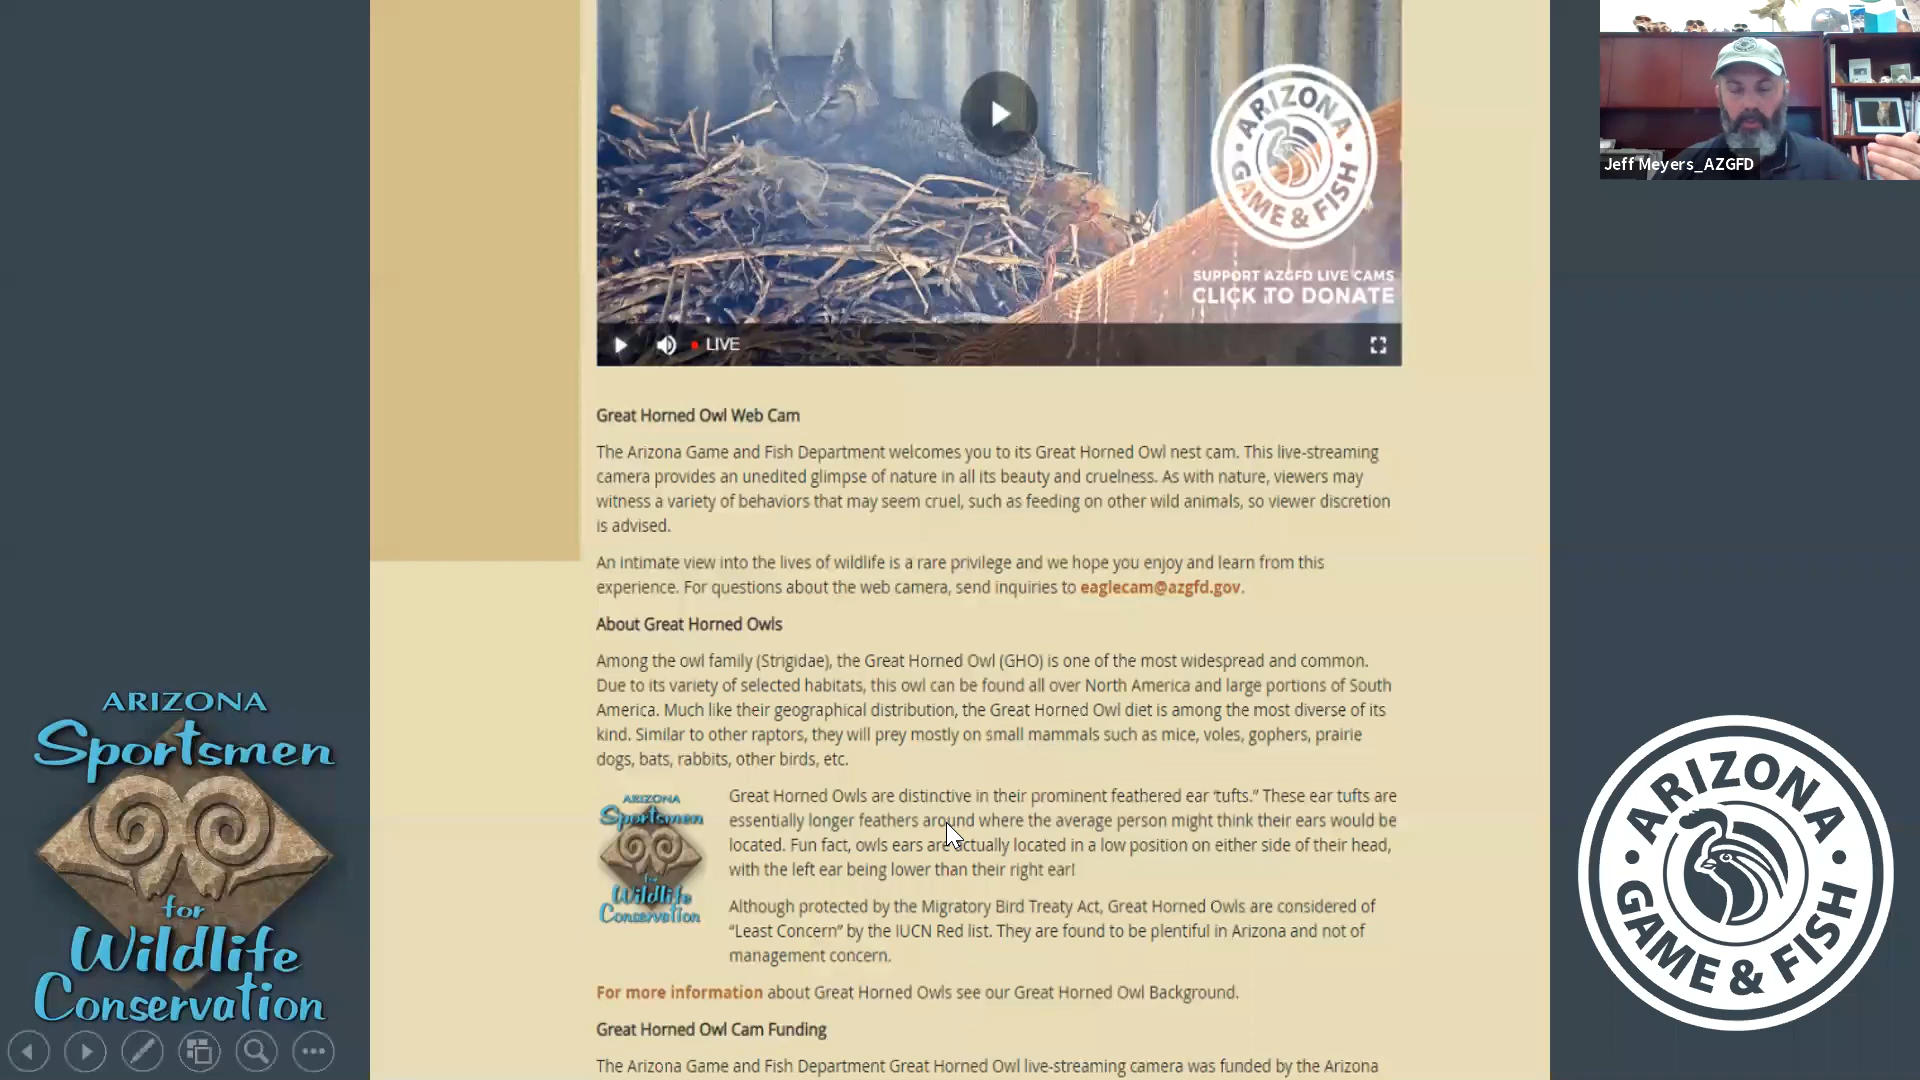 ARIZONA
GAME & FISH
SUPPORT AZGFD LIVE CAMS
CLICK TO DONATE
LIVE
Jeff Meyers_AZGFD
Great Horned Owl Web Cam
The Arizona Game and Fish Department welcomes you to its Great Horned Owl nest cam. This live-streaming
camera provides an unedited glimpse of nature in all its beauty and cruelness. As with nature, viewers may
witness a variety of behaviors that may seem cruel, such as feeding on other wild animals, so viewer discretion
is advised.
An intimate view into the lives of wildlife is a rare privilege and we hope you enjoy and learn from this
experience. For questions about the web camera, send inquiries to eaglecam@azgfd.gov.
About Great Horned Owls
Among the owl family (Strigidae), the Great Horned Owl (GHO) is one of the most widespread and common.
Due to its variety of selected habitats, this owl can be found all over North America and large portions of South
America. Much like their geographical distribution, the Great Horned Owl diet is among the most diverse of its
kind. Similar to other raptors, they will prey mostly on small mammals such as mice, voles, gophers, prairie
dogs, bats, rabbits, other birds, etc.
ARIZONA
Sportsmen
for
Wildlife
Conservation
Great Horned Owls are distinctive in their prominent feathered ear “tufts.” These ear tufts are
essentially longer feathers around where the average person might think their ears would be
located. Fun fact, owls ears are actually located in a low position on either side of their head,
with the left ear being lower than their right ear!
Although protected by the Migratory Bird Treaty Act, Great Horned Owls are considered of
“Least Concern” by the IUCN Red list. They are found to be plentiful in Arizona and not of
management concern.
For more information about Great Horned Owls see our Great Horned Owl Background.
Great Horned Owl Cam Funding
The Arizona Game and Fish Department Great Horned Owl live-streaming camera was funded by the Arizona
ARIZONA
Sportsmen
for
Wildlife
Conservation
ARIZONA
GAME & FISH